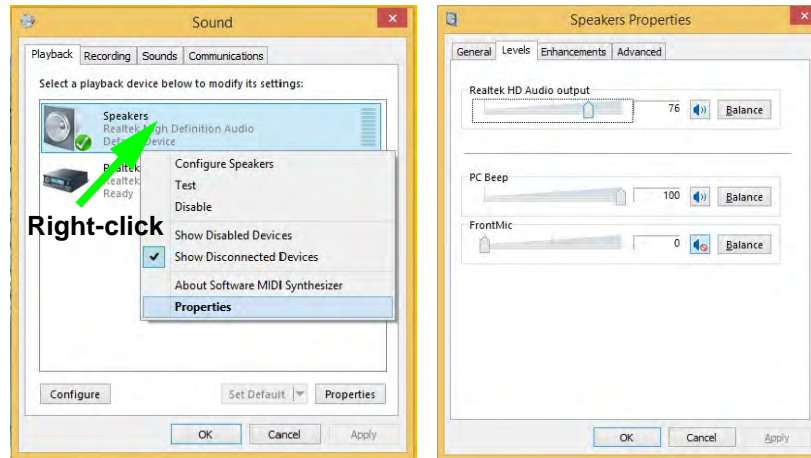 Sound
Playback Recording Sounds Communications
Select a playback device below to modify its settings:
Speakers
Realtek High Definition Audio
Default Device
Realtek
Realtek
Ready
Right-click
Configure Speakers
Test
Disable
Show Disabled Devices
Show Disconnected Devices
About Software MIDI Synthesizer
Properties
Configure Set Default Properties
OK Cancel Apply
Speakers Properties
General Levels Enhancements Advanced
Realtek HD Audio output
76 Balance
PC Beep
100 Balance
FrontMic
0 Balance
OK Cancel Apply